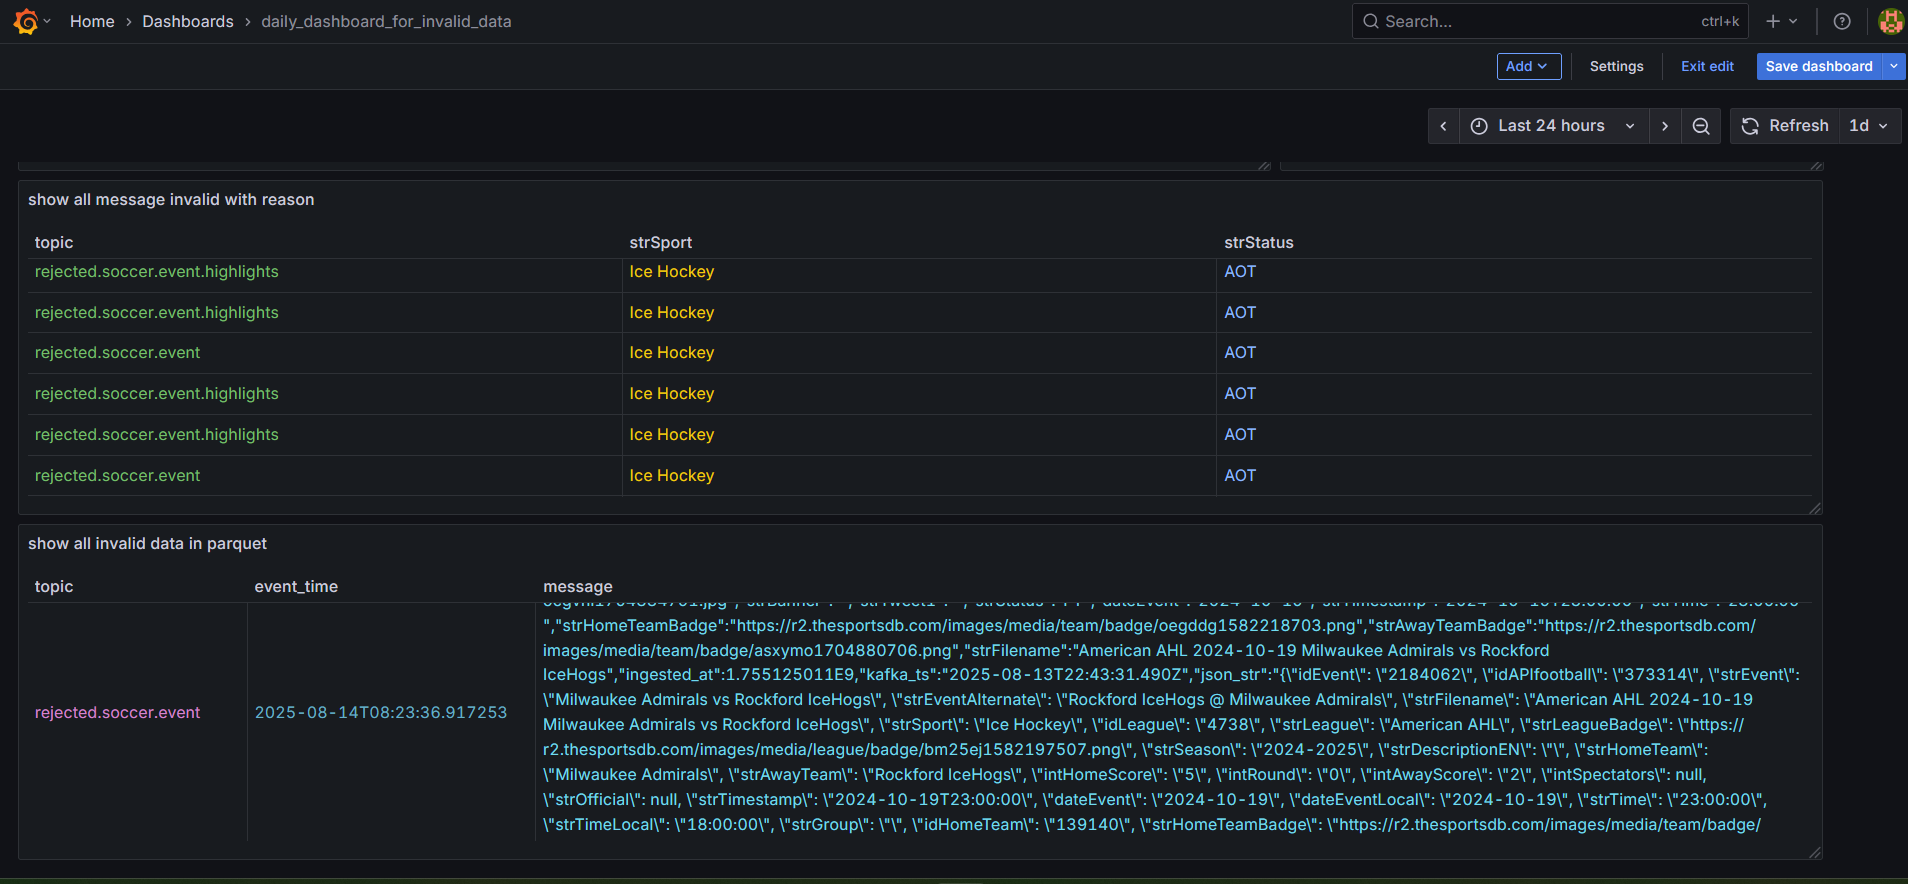 Home › Dashboards › daily_dashboard_for_invalid_data
Search... ctrl+k
Add Settings Exit edit Save dashboard
Last 24 hours Refresh 1d
show all message invalid with reason
topic strSport strStatus
rejected.soccer.event.highlights Ice Hockey AOT
rejected.soccer.event.highlights Ice Hockey AOT
rejected.soccer.event Ice Hockey AOT
rejected.soccer.event.highlights Ice Hockey AOT
rejected.soccer.event.highlights Ice Hockey AOT
rejected.soccer.event Ice Hockey AOT
show all invalid data in parquet
topic event_time message
","strHomeTeamBadge":"https://r2.thesportsdb.com/images/media/team/badge/oegddg1582218703.png","strAwayTeamBadge":"https://r2.thesportsdb.com/
images/media/team/badge/asxymo1704880706.png","strFilename":"American AHL 2024-10-19 Milwaukee Admirals vs Rockford
IceHogs","ingested_at":1.755125011E9,"kafka_ts":"2025-08-13T22:43:31.490Z","json_str":"{\"idEvent\": \"2184062\", \"idAPIfootball\": \"373314\", \"strEvent\":
\"Milwaukee Admirals vs Rockford IceHogs\", \"strEventAlternate\": \"Rockford IceHogs @ Milwaukee Admirals\", \"strFilename\": \"American AHL 2024-10-19
rejected.soccer.event 2025-08-14T08:23:36.917253
Milwaukee Admirals vs Rockford IceHogs\", \"strSport\": \"Ice Hockey\", \"idLeague\": \"4738\", \"strLeague\": \"American AHL\", \"strLeagueBadge\": \"https://
r2.thesportsdb.com/images/media/league/badge/bm25ej1582197507.png\", \"strSeason\": \"2024-2025\", \"strDescriptionEN\": \"\", \"strHomeTeam\":
\"Milwaukee Admirals\", \"strAwayTeam\": \"Rockford IceHogs\", \"intHomeScore\": \"5\", \"intRound\": \"0\", \"intAwayScore\": \"2\", \"intSpectators\": null,
\"strOfficial\": null, \"strTimestamp\": \"2024-10-19T23:00:00\", \"dateEvent\": \"2024-10-19\", \"dateEventLocal\": \"2024-10-19\", \"strTime\": \"23:00:00\",
\"strTimeLocal\": \"18:00:00\", \"strGroup\": \"\", \"idHomeTeam\": \"139140\", \"strHomeTeamBadge\": \"https://r2.thesportsdb.com/images/media/team/badge/